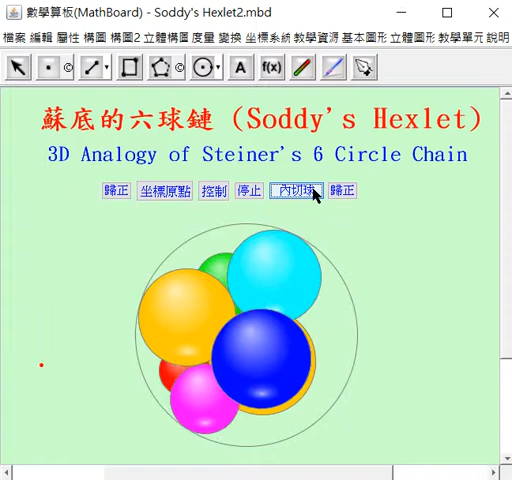 數學算板(MathBoard) - Soddy's Hexlet2.mbd
檔案 編輯 屬性 構圖 構圖2 立體構圖 度量 變換 坐標系統 教學資源 基本圖形 立體圖形 教學單元 說明
A f(x)
蘇底的六球鏈 (Soddy's Hexlet)
3D Analogy of Steiner's 6 Circle Chain
歸正 坐標原點 控制 停止 內切球 歸正